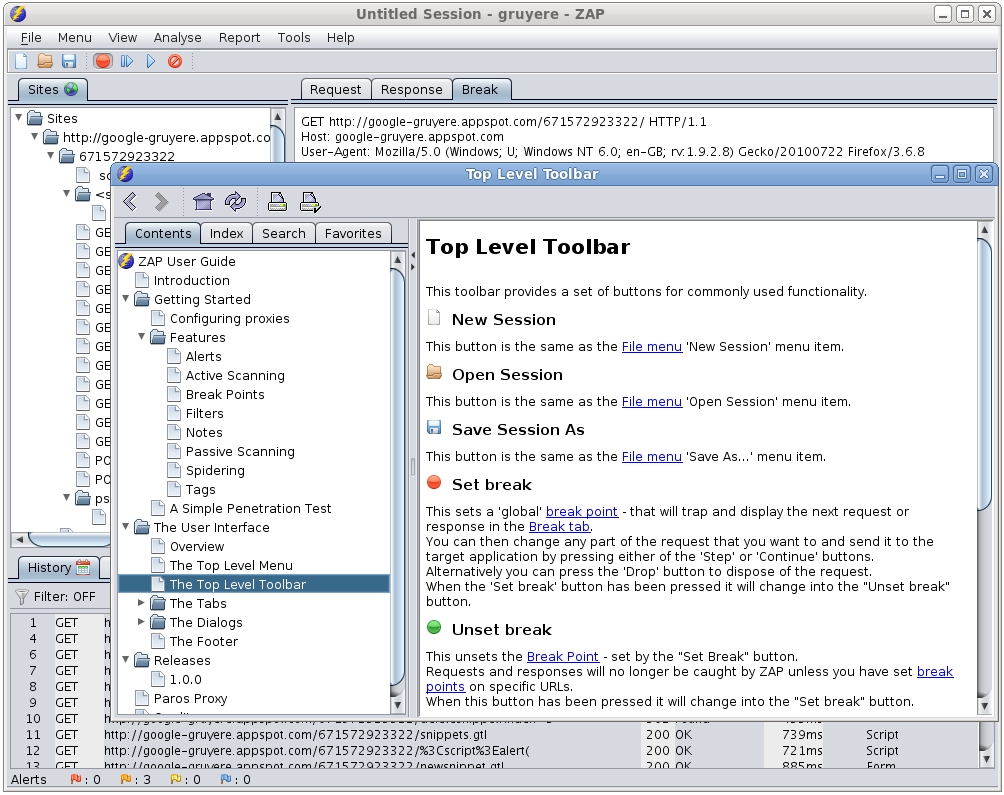 Untitled Session - gruyere - ZAP
File Menu View Analyse Report Tools Help
Sites
Request Response Break
Sites
http://google-gruyere.appspot.co
671572923322
GET http://google-gruyere.appspot.com/671572923322/ HTTP/1.1
Host: google-gruyere.appspot.com
User-Agent: Mozilla/5.0 (Windows; U; Windows NT 6.0; en-GB; rv:1.9.2.8) Gecko/20100722 Firefox/3.6.8
Top Level Toolbar
Contents Index Search Favorites
ZAP User Guide
Introduction
Getting Started
Configuring proxies
Features
Alerts
Active Scanning
Break Points
Filters
Notes
Passive Scanning
Spidering
Tags
A Simple Penetration Test
The User Interface
Overview
The Top Level Menu
The Top Level Toolbar
The Tabs
The Dialogs
The Footer
Releases
1.0.0
Paros Proxy
Top Level Toolbar
This toolbar provides a set of buttons for commonly used functionality.
New Session
This button is the same as the File menu 'New Session' menu item.
Open Session
This button is the same as the File menu 'Open Session' menu item.
Save Session As
This button is the same as the File menu 'Save As...' menu item.
Set break
This sets a 'global' break point - that will trap and display the next request or
response in the Break tab.
You can then change any part of the request that you want to and send it to the
target application by pressing either of the 'Step' or 'Continue' buttons.
Alternatively you can press the 'Drop' button to dispose of the request.
When the 'Set break' button has been pressed it will change into the "Unset break"
button.
Unset break
This unsets the Break Point - set by the "Set Break" button.
Requests and responses will no longer be caught by ZAP unless you have set break
points on specific URLs.
When this button has been pressed it will change into the "Set break" button.
History
Filter: OFF
1 GET h
4 GET h
6 GET h
7 GET h
8 GET h
9 GET h
10 GET
11 GET http://google-gruyere.appspot.com/671572923322/snippets.gtl 200 OK 739ms Script
12 GET http://google-gruyere.appspot.com/671572923322/%3Cscript%3Ealert( 200 OK 721ms Script
13 GET http://google-gruyere.appspot.com/671572923322/newsnippet.gtl 200 OK 885ms Form
Alerts : 0 : 3 : 0 : 0